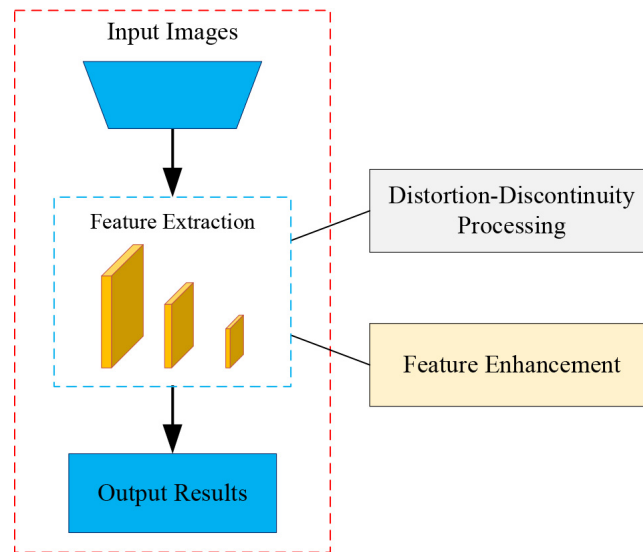 Input Images
Feature Extraction
Distortion-Discontinuity
Processing
Feature Enhancement
Output Results